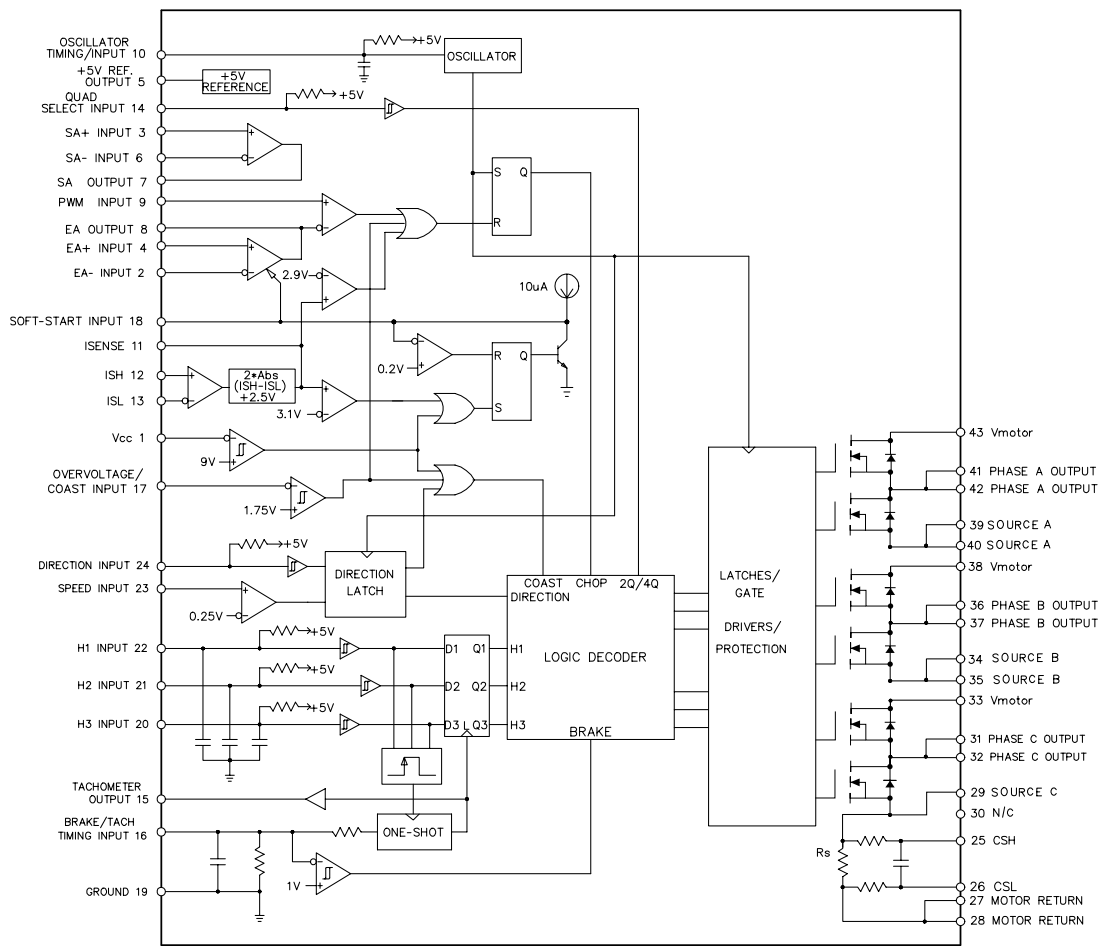 OSCILLATOR
TIMING/INPUT 10
+5V
OSCILLATOR
+5V REF.
OUTPUT 5
+5V
REFERENCE
QUAD
SELECT INPUT 14
+5V
SA+ INPUT 3
SA- INPUT 6
SA OUTPUT 7
PWM INPUT 9
EA OUTPUT 8
EA+ INPUT 4
EA- INPUT 2
+
-
+
+
+
2.9V
S Q
R
10uA
SOFT-START INPUT 18
ISENSE 11
ISH 12
ISL 13
+
2*Abs
(ISH-ISL)
+2.5V
+
3.1V
0.2V
+
R Q
S
Vcc 1
9V
+
OVERVOLTAGE/
COAST INPUT 17
1.75V
+
DIRECTION INPUT 24
+5V
SPEED INPUT 23
+
0.25V
DIRECTION
LATCH
COAST CHOP 2Q/4Q
DIRECTION
LOGIC DECODER
BRAKE
H1 INPUT 22
+5V
H2 INPUT 21
+5V
H3 INPUT 20
+5V
D1 Q1 H1
D2 Q2 H2
D3 L Q3 H3
TACHOMETER
OUTPUT 15
BRAKE/TACH
TIMING INPUT 16
ONE-SHOT
1V
+
GROUND 19
LATCHES/
GATE
DRIVERS/
PROTECTION
43 Vmotor
41 PHASE A OUTPUT
42 PHASE A OUTPUT
39 SOURCE A
40 SOURCE A
38 Vmotor
36 PHASE B OUTPUT
37 PHASE B OUTPUT
34 SOURCE B
35 SOURCE B
33 Vmotor
31 PHASE C OUTPUT
32 PHASE C OUTPUT
29 SOURCE C
30 N/C
Rs
25 CSH
26 CSL
27 MOTOR RETURN
28 MOTOR RETURN